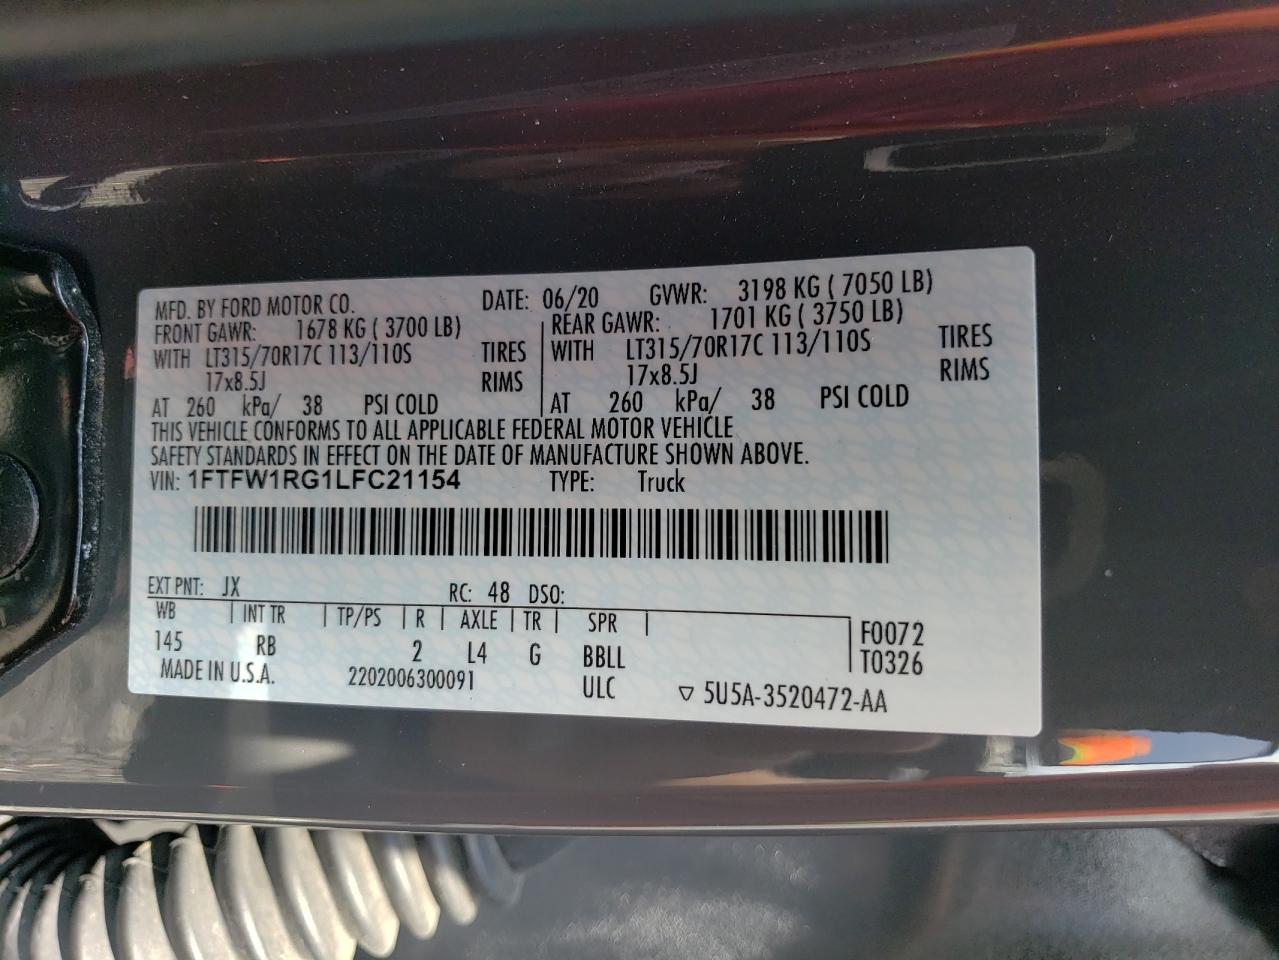 MFD. BY FORD MOTOR CO. DATE: 06/20 GVWR: 3198 KG ( 7050 LB)
FRONT GAWR: 1678 KG ( 3700 LB) REAR GAWR: 1701 KG ( 3750 LB)
WITH LT315/70R17C 113/110S TIRES WITH LT315/70R17C 113/110S TIRES
17x8.5J RIMS 17x8.5J RIMS
AT 260 kPa/ 38 PSI COLD AT 260 kPa/ 38 PSI COLD
THIS VEHICLE CONFORMS TO ALL APPLICABLE FEDERAL MOTOR VEHICLE
SAFETY STANDARDS IN EFFECT ON THE DATE OF MANUFACTURE SHOWN ABOVE.
VIN: 1FTFW1RG1LFC21154 TYPE: Truck
EXT PNT: JX RC: 48 DSO:
WB INT TR TP/PS R AXLE TR SPR F0072
145 RB 2 L4 G BBLL T0326
MADE IN U.S.A. 2202006300091 ULC ▽ 5U5A-3520472-AA